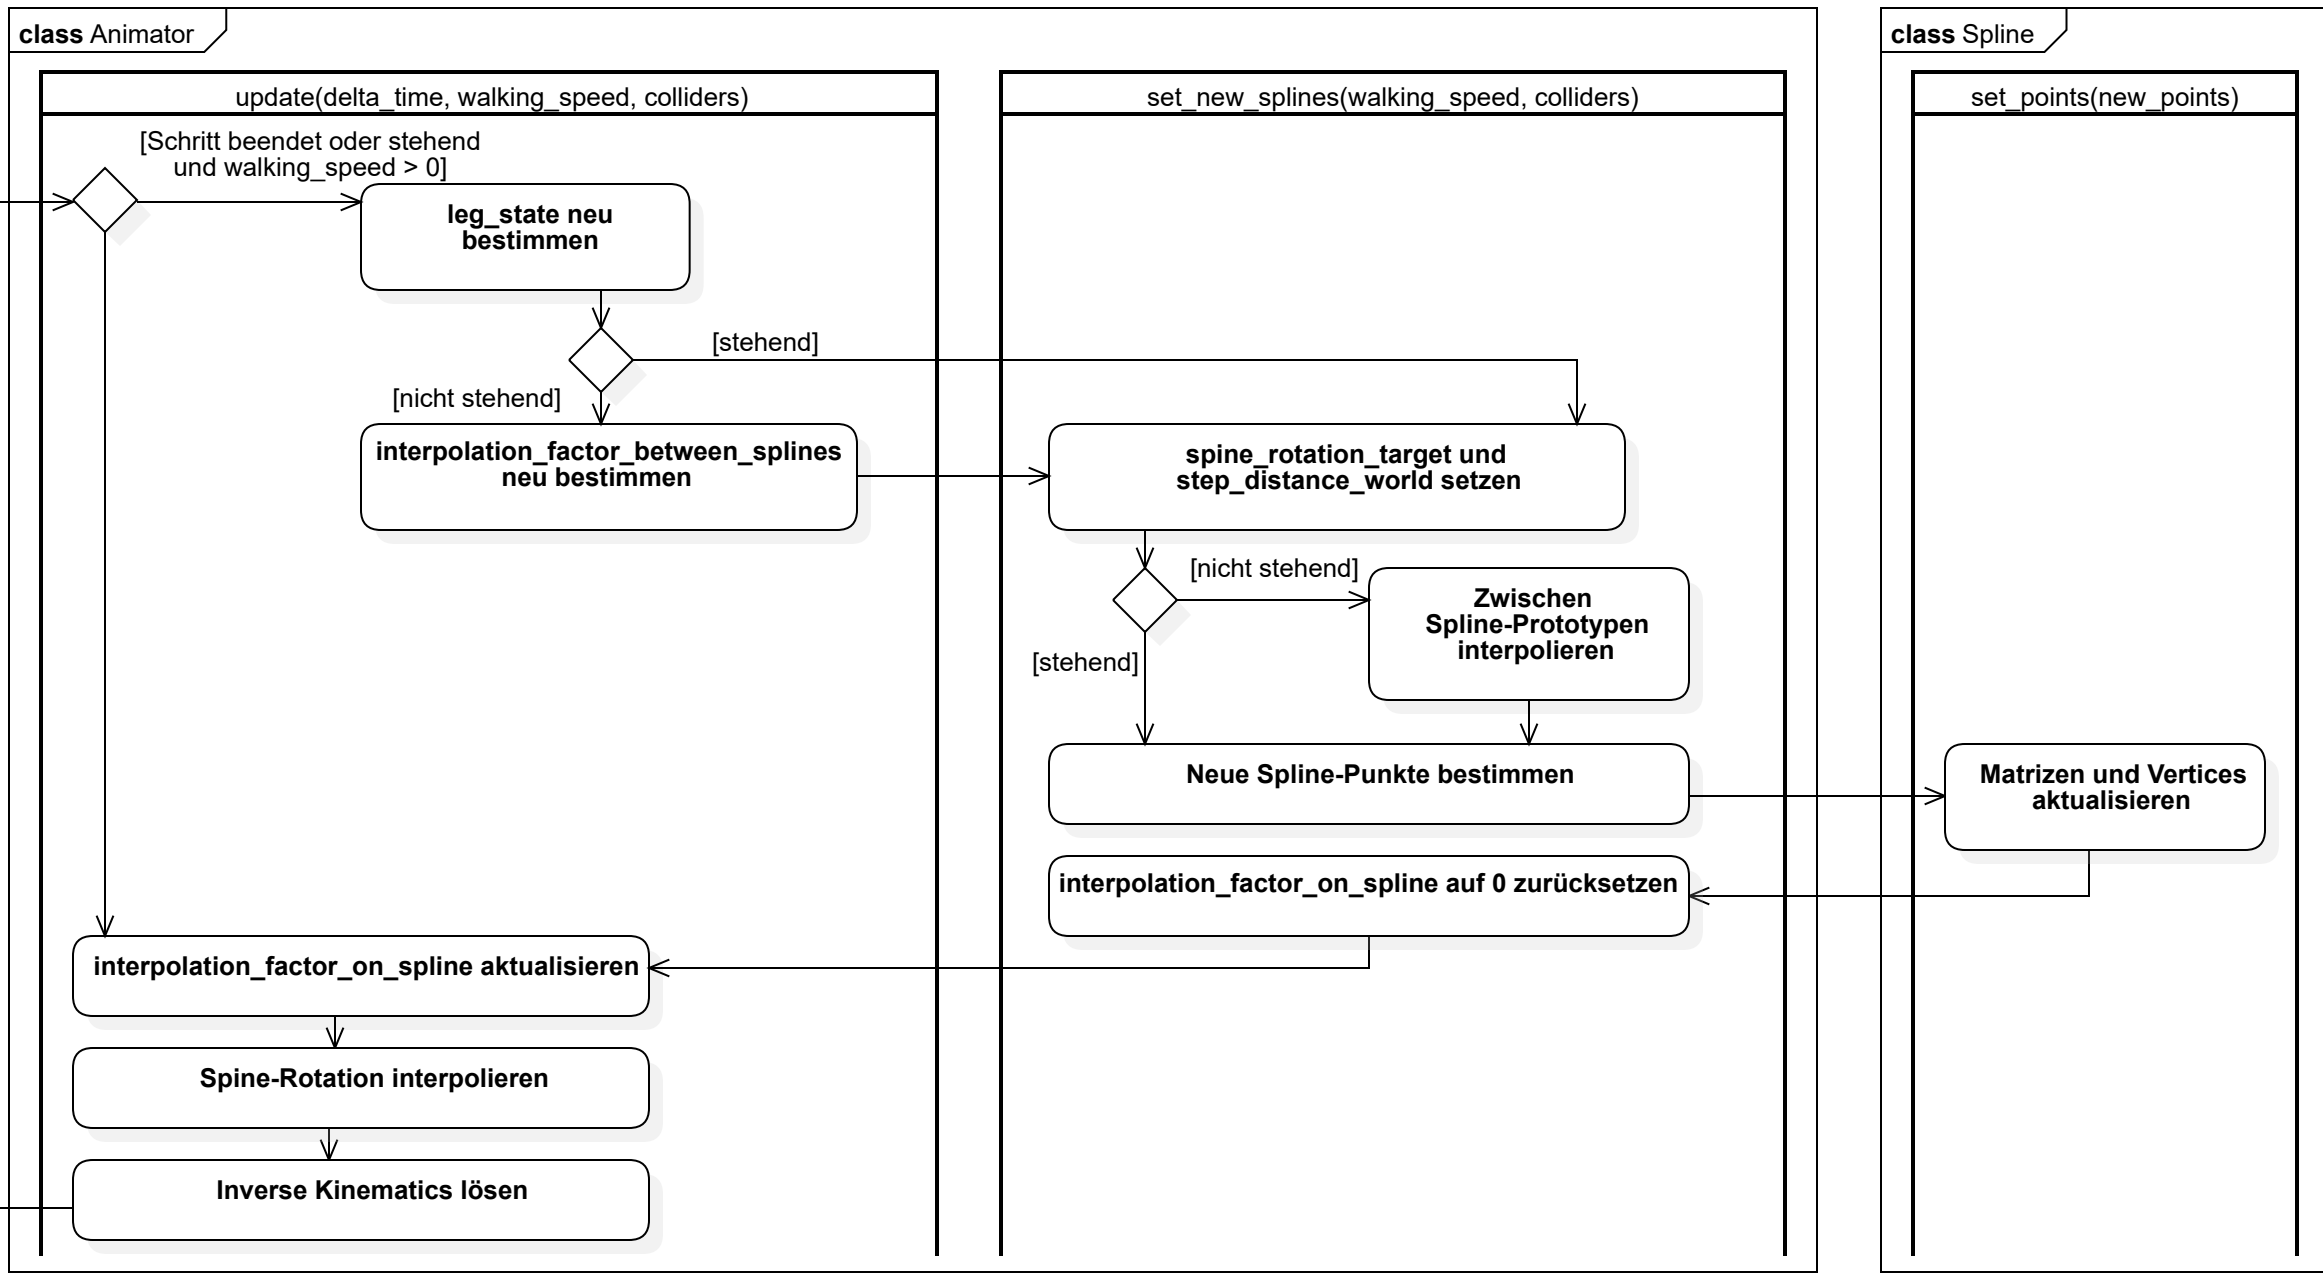 class Animator
class Spline
update(delta_time, walking_speed, colliders)
set_new_splines(walking_speed, colliders)
set_points(new_points)
[Schritt beendet oder stehend
und walking_speed > 0]
leg_state neu
bestimmen
[stehend]
[nicht stehend]
interpolation_factor_between_splines
neu bestimmen
spine_rotation_target und
step_distance_world setzen
[nicht stehend]
Zwischen
Spline-Prototypen
interpolieren
[stehend]
Neue Spline-Punkte bestimmen
Matrizen und Vertices
aktualisieren
interpolation_factor_on_spline auf 0 zurücksetzen
interpolation_factor_on_spline aktualisieren
Spine-Rotation interpolieren
Inverse Kinematics lösen